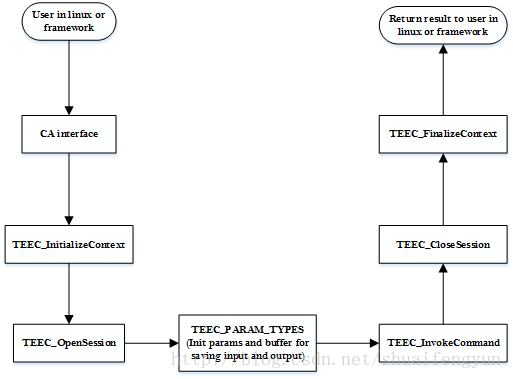 User in linux or
framework
CA interface
TEEC_InitializeContext
TEEC_OpenSession
TEEC_PARAM_TYPES
(Init params and buffer for
saving input and output)
TEEC_InvokeCommand
TEEC_CloseSession
TEEC_FinalizeContext
Return result to user in
linux or framework
http://blog.csdn.net/shuaifengyun